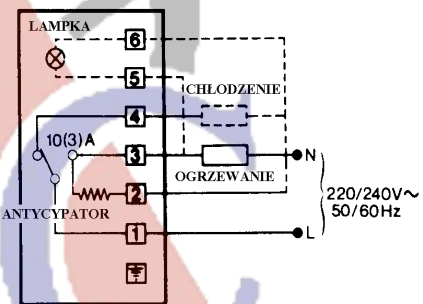 LAMPKA
6
5
CHŁODZENIE
4
10(3) A
3
N
OGRZEWANIE
2
220/240V~
50/60Hz
ANTYCYPATOR
1
L